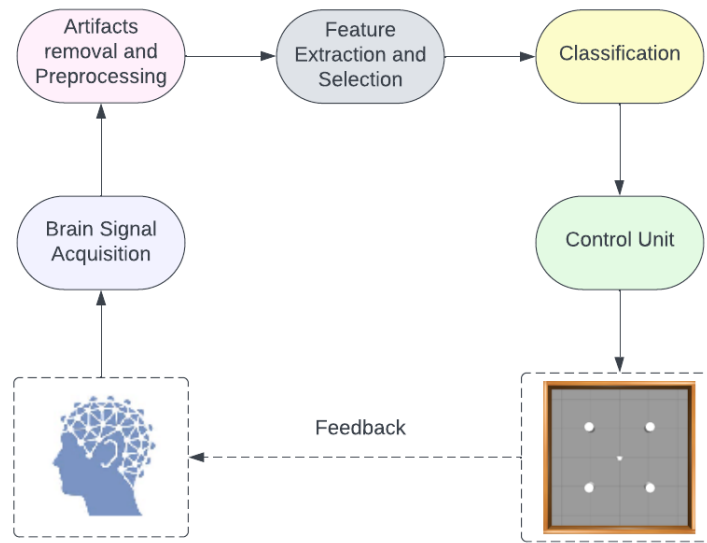 Artifacts
removal and
Preprocessing
Feature
Extraction and
Selection
Classification
Brain Signal
Acquisition
Control Unit
Feedback